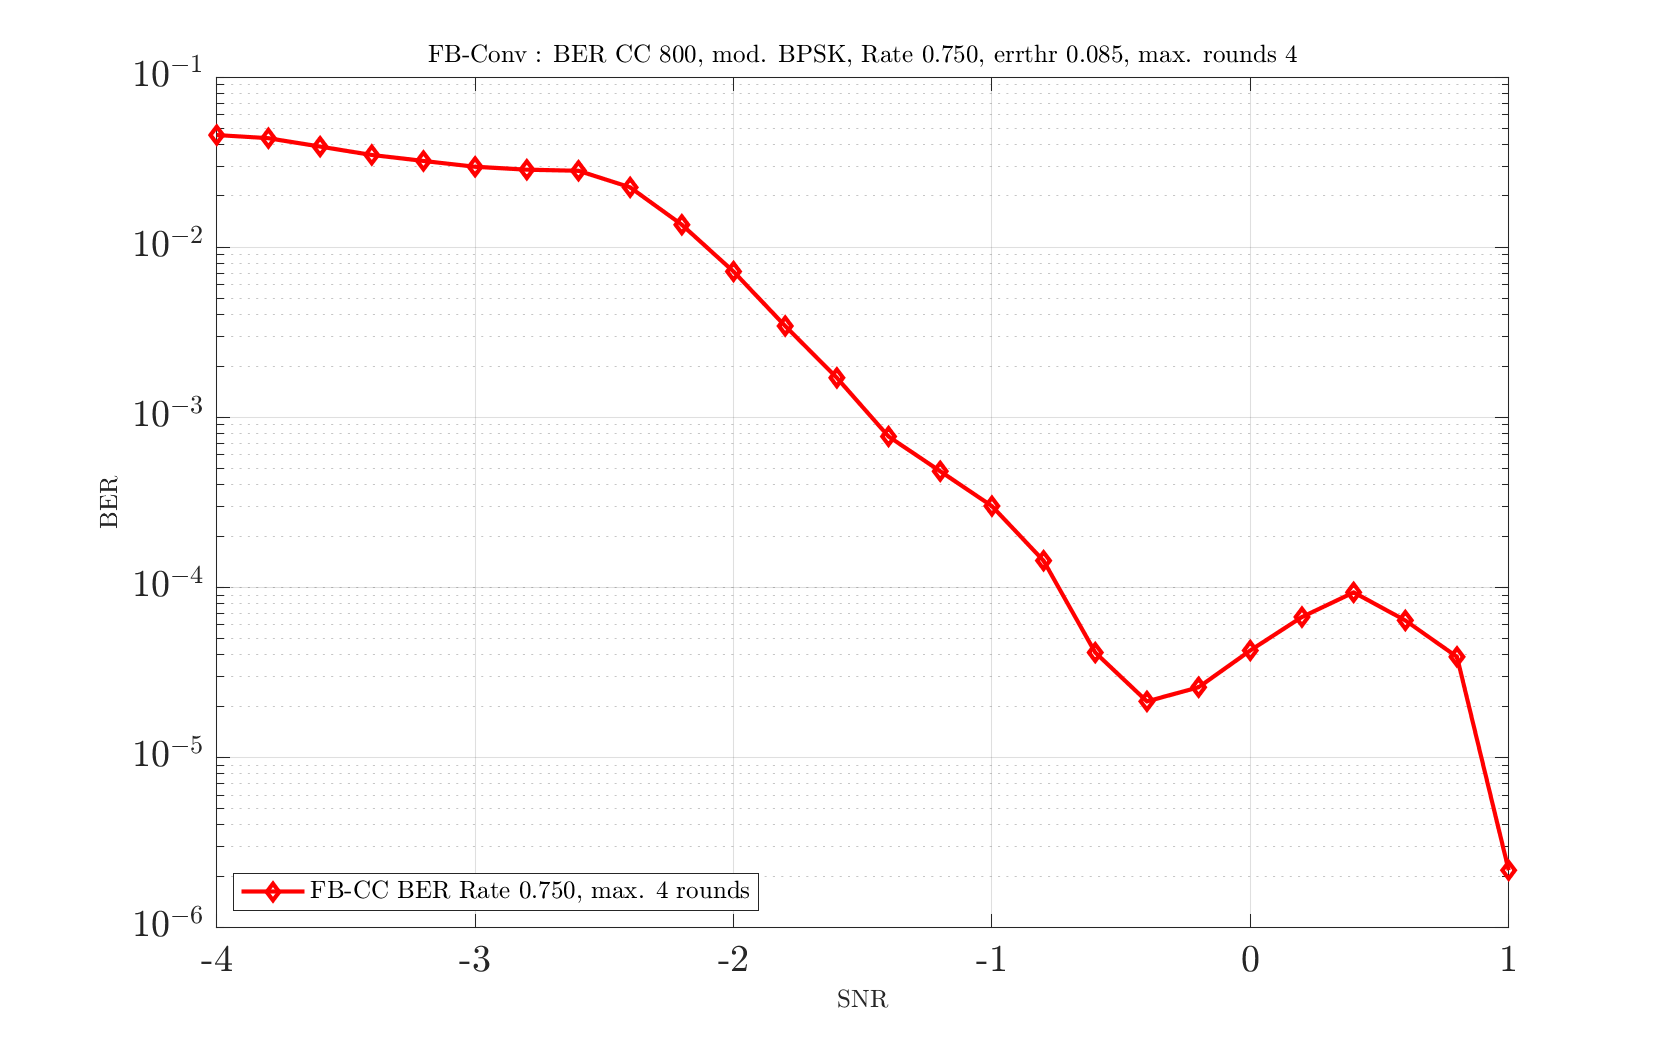 FB-Conv : BER CC 800, mod. BPSK, Rate 0.750, errthr 0.085, max. rounds 4
10^{-1}
10^{-2}
10^{-3}
10^{-4}
10^{-5}
10^{-6}
BER
FB-CC BER Rate 0.750, max. 4 rounds
-4 -3 -2 -1 0 1
SNR